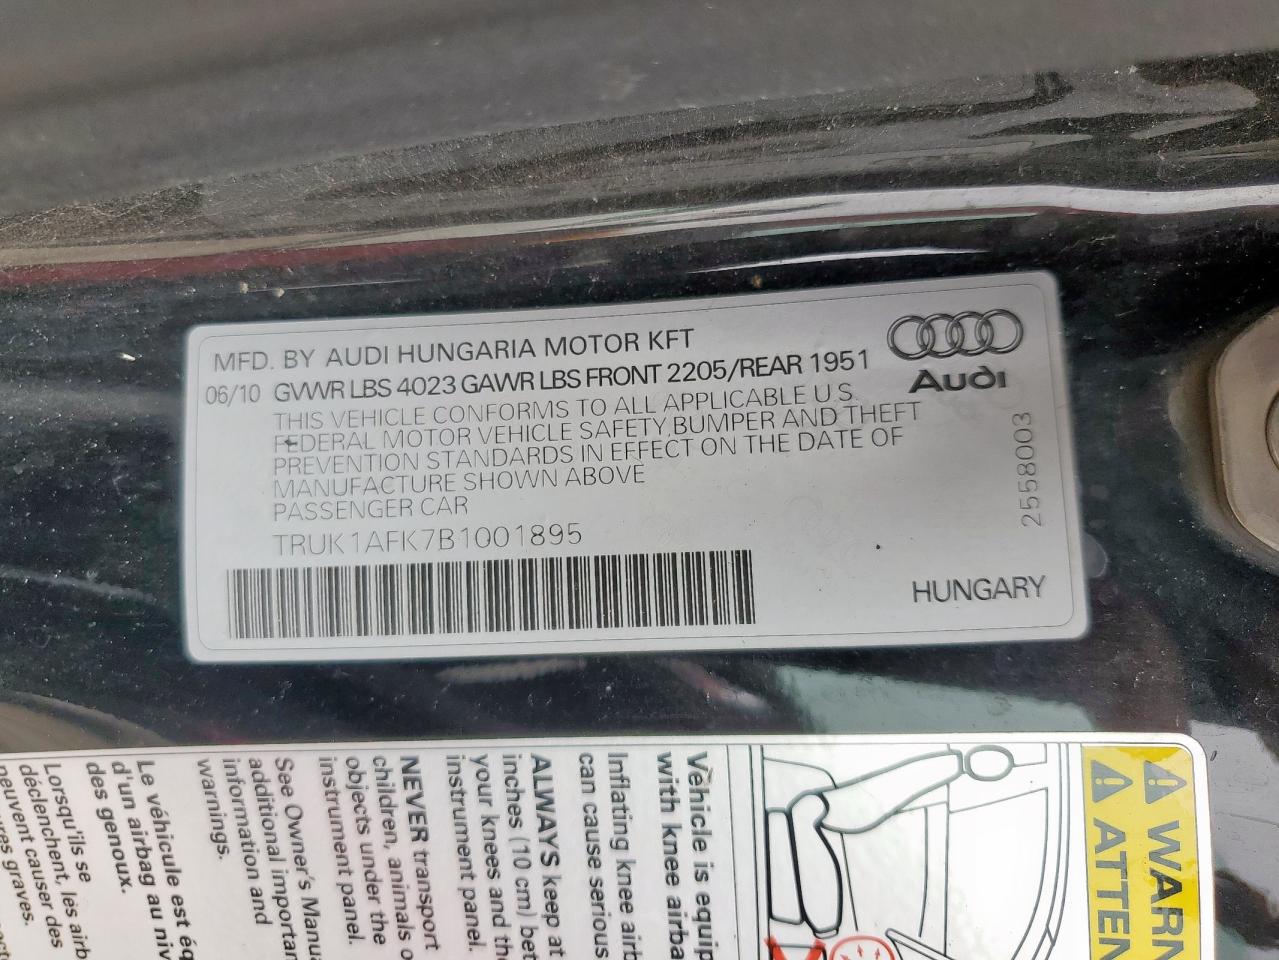 MFD. BY AUDI HUNGARIA MOTOR KFT
06/10 GVWR LBS 4023 GAWR LBS FRONT 2205/REAR 1951
THIS VEHICLE CONFORMS TO ALL APPLICABLE U.S.
FEDERAL MOTOR VEHICLE SAFETY, BUMPER AND THEFT
PREVENTION STANDARDS IN EFFECT ON THE DATE OF
MANUFACTURE SHOWN ABOVE
PASSENGER CAR
TRUK1AFK7B1001895
Audi
2558003
HUNGARY
WARN
ATTEN
Vehicle is equip
with knee airba
Inflating knee airb
can cause serious
ALWAYS keep at
inches (10 cm) bet
your knees and the
instrument panel.
NEVER transport
children, animals o
objects under the
instrument panel.
See Owner's Manua
additional importan
information and
warnings.
Le véhicule est éq
d'un airbag au niv
des genoux.
Lorsqu'ils se
déclenchent, les airb
peuvent causer des
graves.